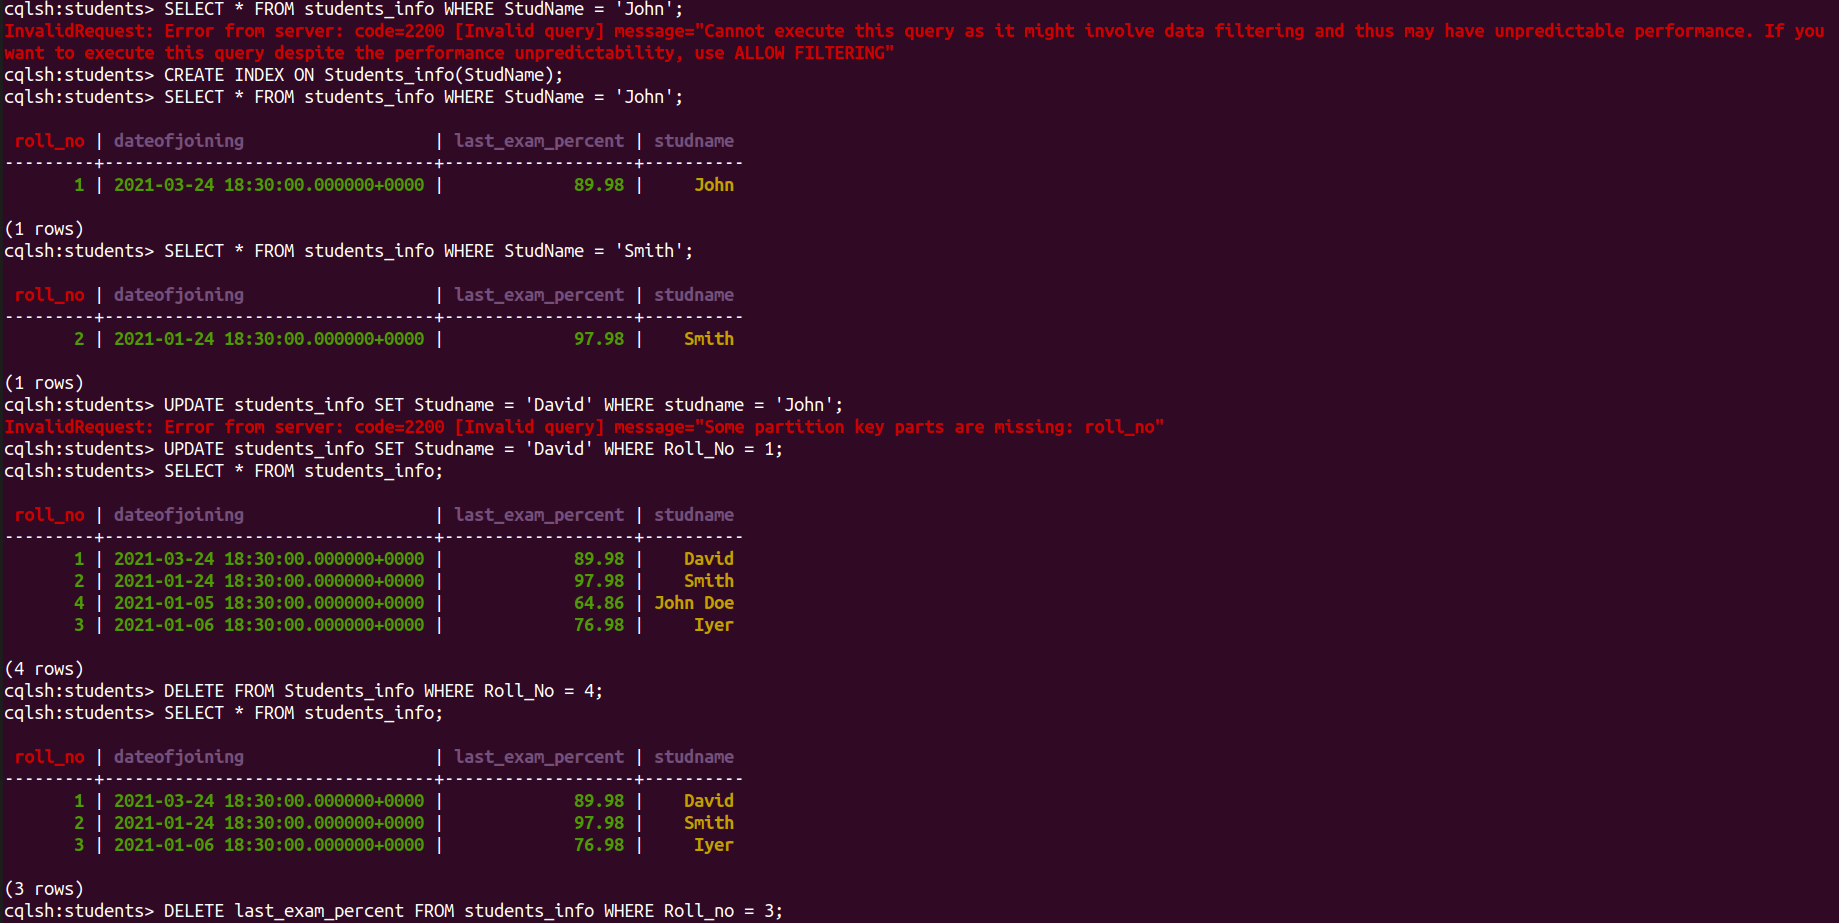 cqlsh:students> SELECT * FROM students_info WHERE StudName = 'John';
InvalidRequest: Error from server: code=2200 [Invalid query] message="Cannot execute this query as it might involve data filtering and thus may have unpredictable performance. If you
want to execute this query despite the performance unpredictability, use ALLOW FILTERING"
cqlsh:students> CREATE INDEX ON Students_info(StudName);
cqlsh:students> SELECT * FROM students_info WHERE StudName = 'John';
 roll_no | dateofjoining                   | last_exam_percent | studname
---------+---------------------------------+-------------------+----------
       1 | 2021-03-24 18:30:00.000000+0000 |             89.98 |     John
(1 rows)
cqlsh:students> SELECT * FROM students_info WHERE StudName = 'Smith';
 roll_no | dateofjoining                   | last_exam_percent | studname
---------+---------------------------------+-------------------+----------
       2 | 2021-01-24 18:30:00.000000+0000 |             97.98 |    Smith
(1 rows)
cqlsh:students> UPDATE students_info SET Studname = 'David' WHERE studname = 'John';
InvalidRequest: Error from server: code=2200 [Invalid query] message="Some partition key parts are missing: roll_no"
cqlsh:students> UPDATE students_info SET Studname = 'David' WHERE Roll_No = 1;
cqlsh:students> SELECT * FROM students_info;
 roll_no | dateofjoining                   | last_exam_percent | studname
---------+---------------------------------+-------------------+----------
       1 | 2021-03-24 18:30:00.000000+0000 |             89.98 |    David
       2 | 2021-01-24 18:30:00.000000+0000 |             97.98 |    Smith
       4 | 2021-01-05 18:30:00.000000+0000 |             64.86 | John Doe
       3 | 2021-01-06 18:30:00.000000+0000 |             76.98 |     Iyer
(4 rows)
cqlsh:students> DELETE FROM Students_info WHERE Roll_No = 4;
cqlsh:students> SELECT * FROM students_info;
 roll_no | dateofjoining                   | last_exam_percent | studname
---------+---------------------------------+-------------------+----------
       1 | 2021-03-24 18:30:00.000000+0000 |             89.98 |    David
       2 | 2021-01-24 18:30:00.000000+0000 |             97.98 |    Smith
       3 | 2021-01-06 18:30:00.000000+0000 |             76.98 |     Iyer
(3 rows)
cqlsh:students> DELETE last_exam_percent FROM students_info WHERE Roll_no = 3;